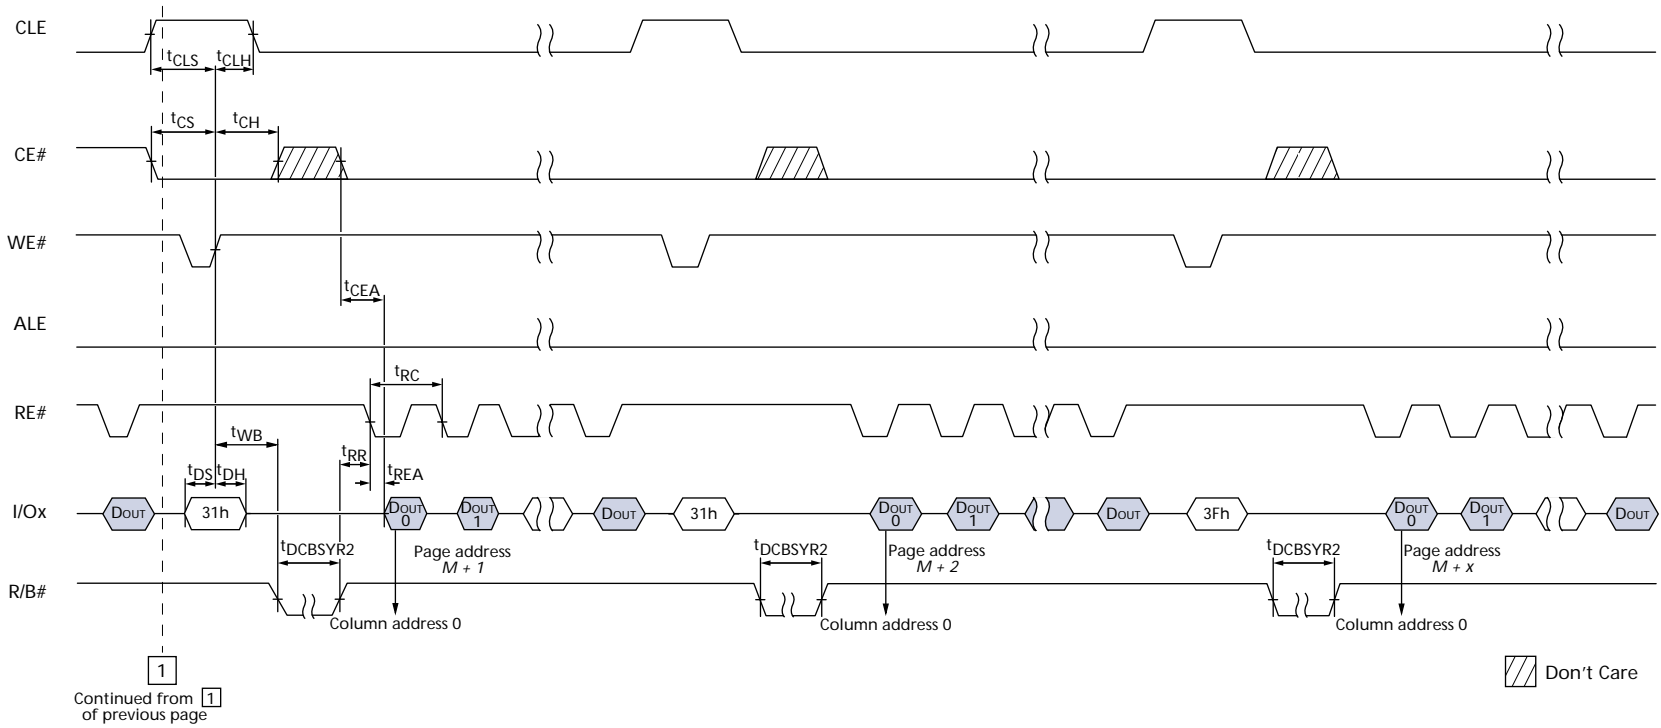 CLE
tCLS tCLH
tCS tCH
CE#
WE#
tCEA
ALE
tRC
RE#
tWB
tRR
tDS tDH tREA
I/Ox DOUT 31h DOUT 0 DOUT 1 DOUT 31h DOUT 0 DOUT 1 DOUT 3Fh DOUT 0 DOUT 1 DOUT
tDCBSYR2 Page address tDCBSYR2 Page address tDCBSYR2 Page address
M + 1 M + 2 M + x
R/B#
Column address 0 Column address 0 Column address 0
1
Continued from 1
of previous page
Don't Care